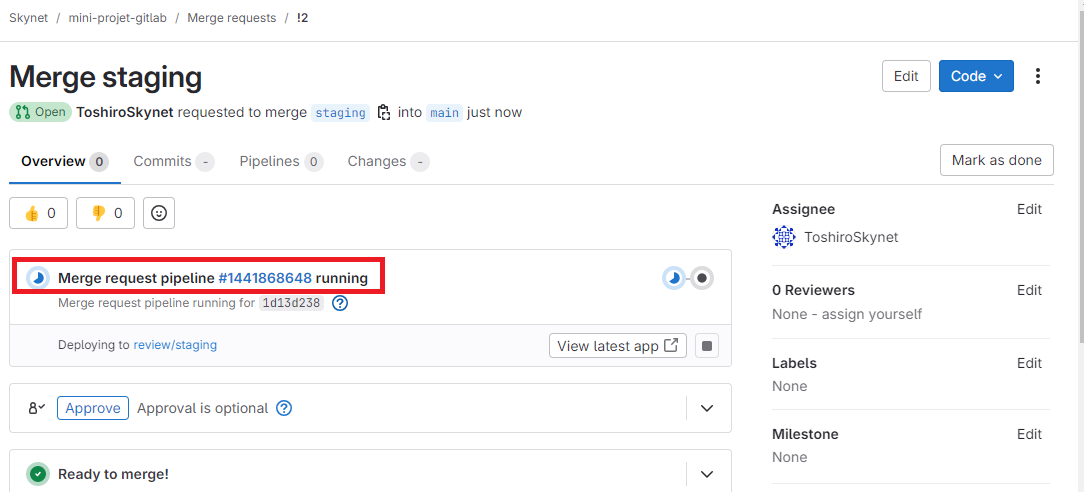 Skynet / mini-projet-gitlab / Merge requests / !2
Merge staging
Edit
Code
Open ToshiroSkynet requested to merge staging into main just now
Overview 0 Commits - Pipelines 0 Changes -
Mark as done
0 0
Merge request pipeline #1441868648 running
Merge request pipeline running for 1d13d238 ?
Deploying to review/staging
View latest app
Approve Approval is optional ?
Ready to merge!
Assignee Edit
ToshiroSkynet
0 Reviewers Edit
None - assign yourself
Labels Edit
None
Milestone Edit
None